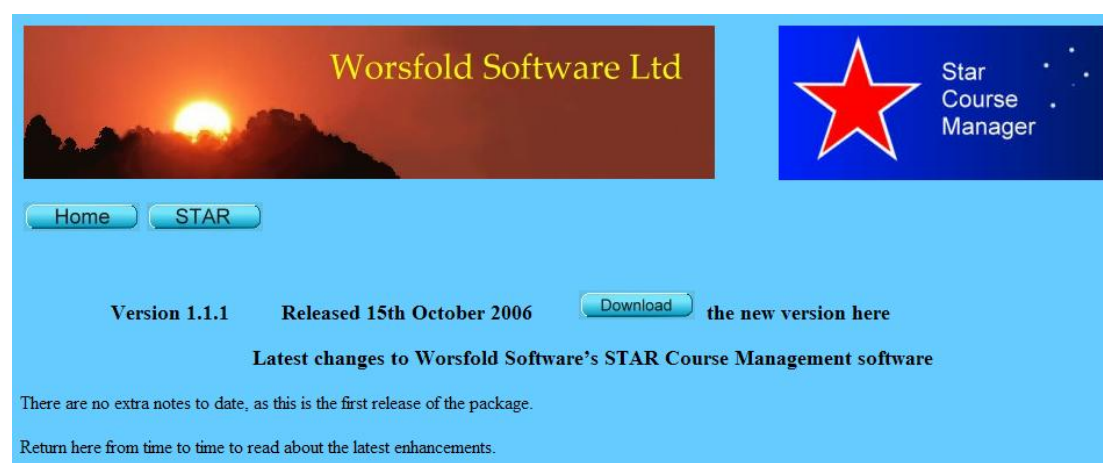 Worsfold Software Ltd
Star
Course
Manager
Home STAR
Version 1.1.1 Released 15th October 2006 Download the new version here
Latest changes to Worsfold Software’s STAR Course Management software
There are no extra notes to date, as this is the first release of the package.
Return here from time to time to read about the latest enhancements.